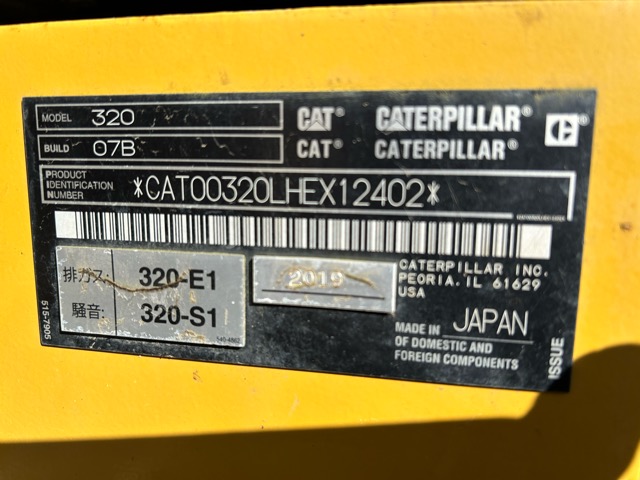 MODEL 320 CAT® CATERPILLAR®
BUILD 07B CAT® CATERPILLAR®
PRODUCT IDENTIFICATION NUMBER *CAT00320LHEX12402*
排ガス: 320-E1
騒音: 320-S1
2019
CATERPILLAR INC.
PEORIA. IL 61629
USA
MADE IN JAPAN
OF DOMESTIC AND
FOREIGN COMPONENTS
515-7905
ISSUE